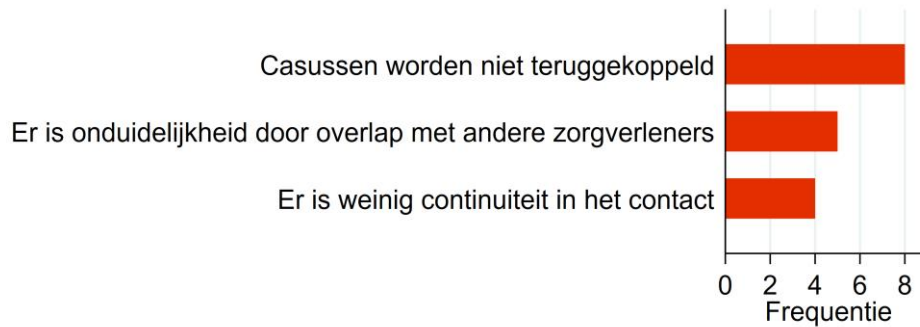 Casussen worden niet teruggekoppeld
Er is onduidelijkheid door overlap met andere zorgverleners
Er is weinig continuiteit in het contact
0 2 4 6 8
Frequentie